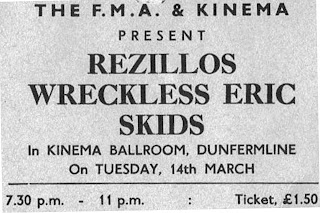 THE F.M.A. & KINEMA
PRESENT
REZILLOS
WRECKLESS ERIC
SKIDS
In KINEMA BALLROOM, DUNFERMLINE
On TUESDAY, 14th MARCH
7.30 p.m. - 11 p.m. : Ticket, £1.50